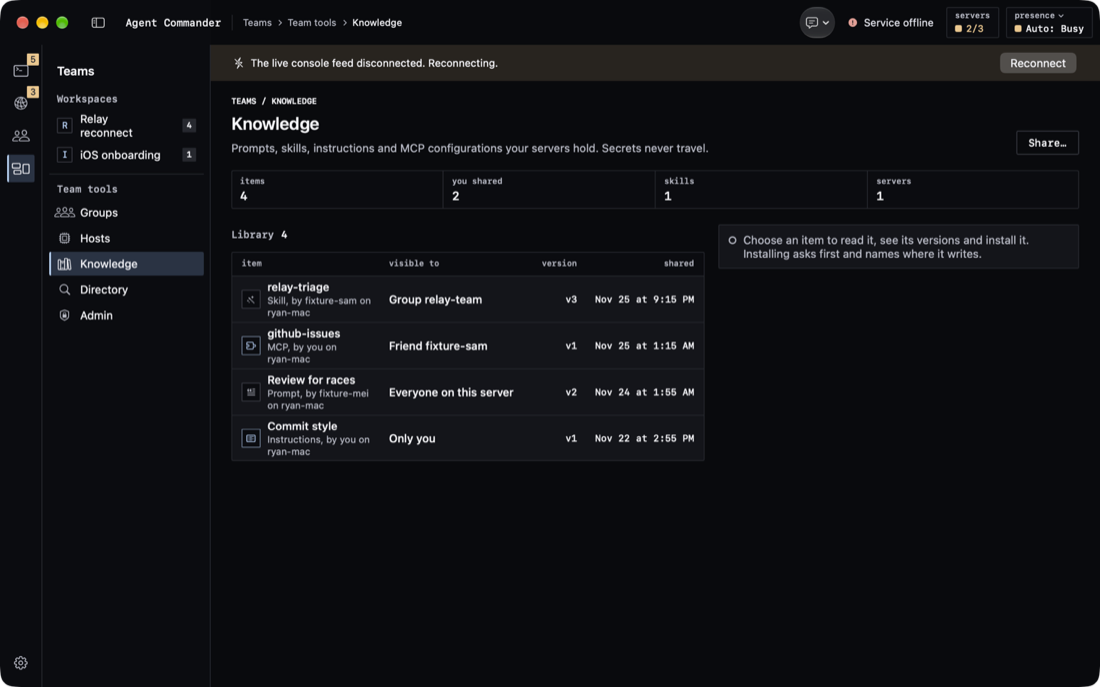 Agent Commander
Teams > Team tools > Knowledge
Service offline
servers
2/3
presence
Auto: Busy
5
3
Teams
Workspaces
R Relay reconnect 4
I iOS onboarding 1
Team tools
Groups
Hosts
Knowledge
Directory
Admin
The live console feed disconnected. Reconnecting.
Reconnect
TEAMS / KNOWLEDGE
Knowledge
Prompts, skills, instructions and MCP configurations your servers hold. Secrets never travel.
Share…
items
4
you shared
2
skills
1
servers
1
Library 4
item visible to version shared
relay-triage
Skill, by fixture-sam on
ryan-mac
Group relay-team
v3
Nov 25 at 9:15 PM
github-issues
MCP, by you on
ryan-mac
Friend fixture-sam
v1
Nov 25 at 1:15 AM
Review for races
Prompt, by fixture-mei
on ryan-mac
Everyone on this server
v2
Nov 24 at 1:55 AM
Commit style
Instructions, by you on
ryan-mac
Only you
v1
Nov 22 at 2:55 PM
Choose an item to read it, see its versions and install it.
Installing asks first and names where it writes.